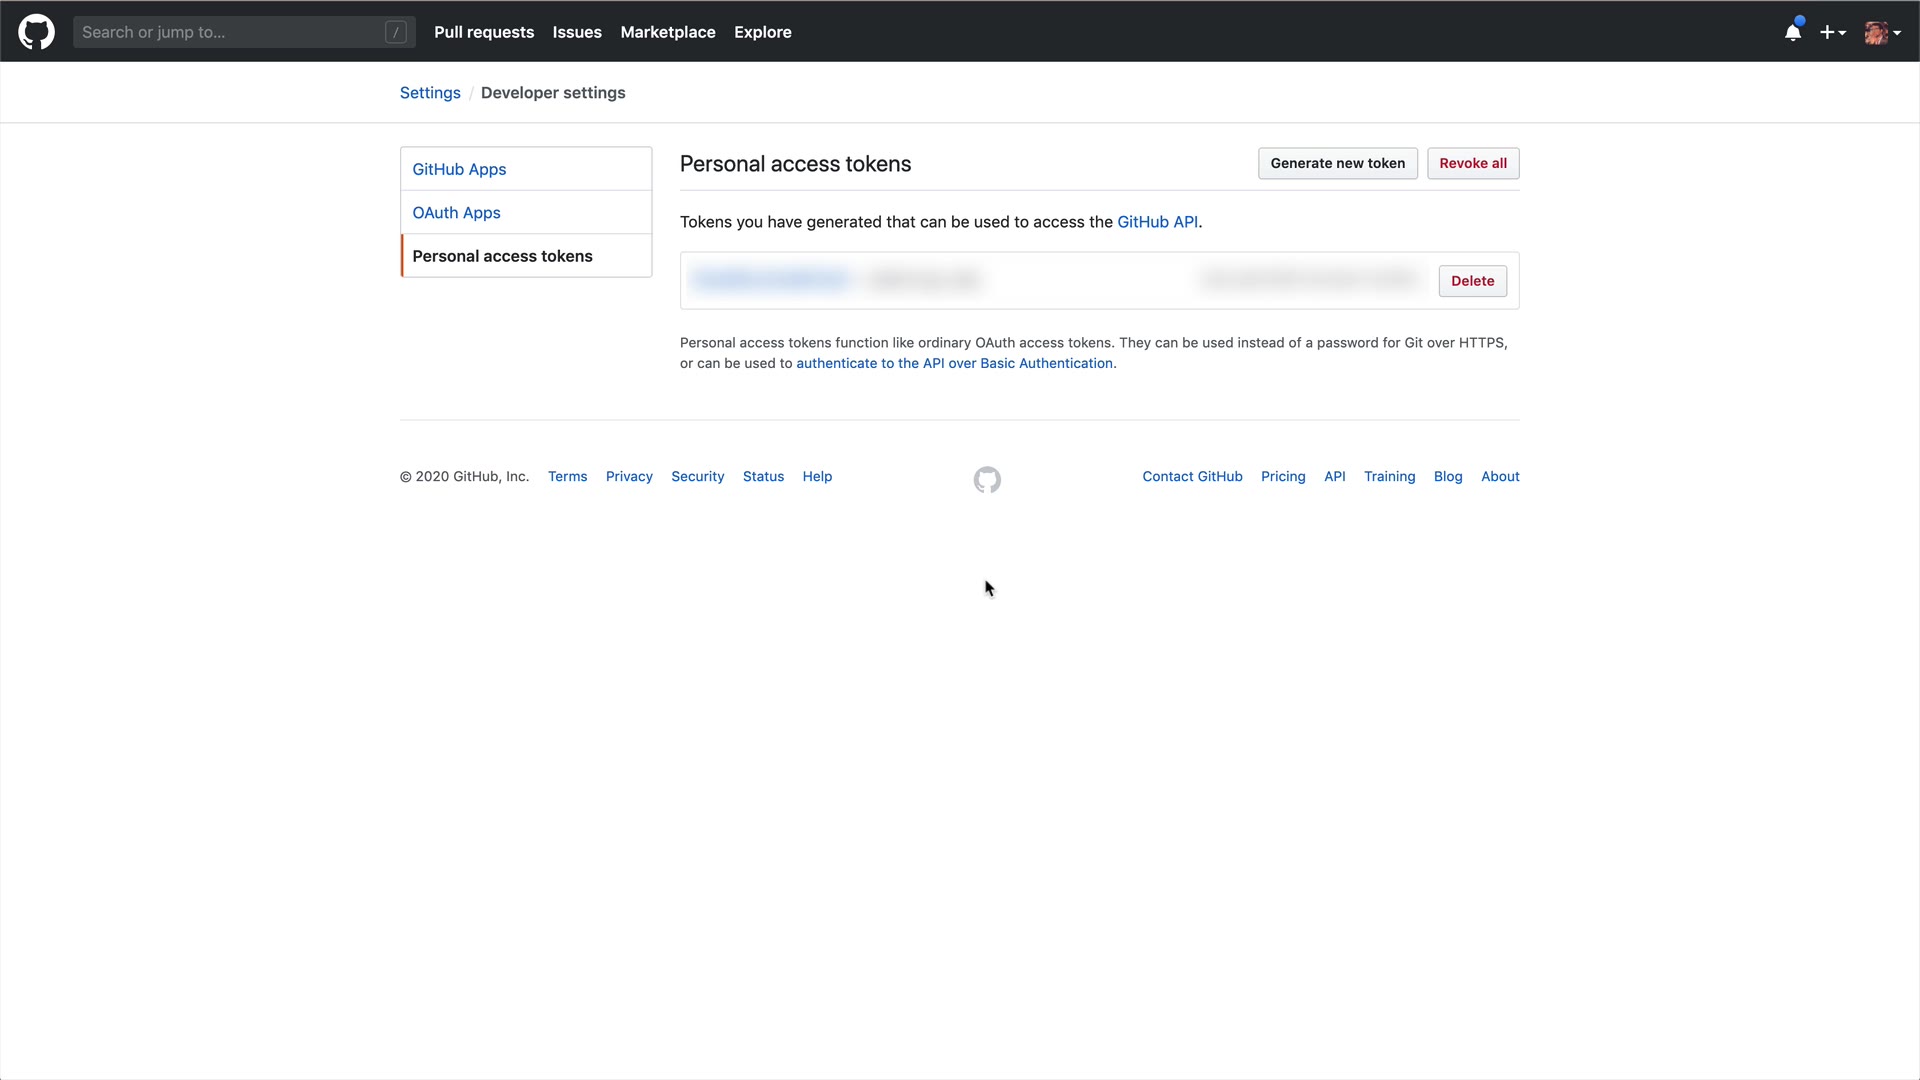 Search or jump to... /
Pull requests Issues Marketplace Explore
Settings / Developer settings
GitHub Apps
OAuth Apps
Personal access tokens
Personal access tokens
Generate new token Revoke all
Tokens you have generated that can be used to access the GitHub API.
Delete
Personal access tokens function like ordinary OAuth access tokens. They can be used instead of a password for Git over HTTPS,
or can be used to authenticate to the API over Basic Authentication.
© 2020 GitHub, Inc. Terms Privacy Security Status Help
Contact GitHub Pricing API Training Blog About